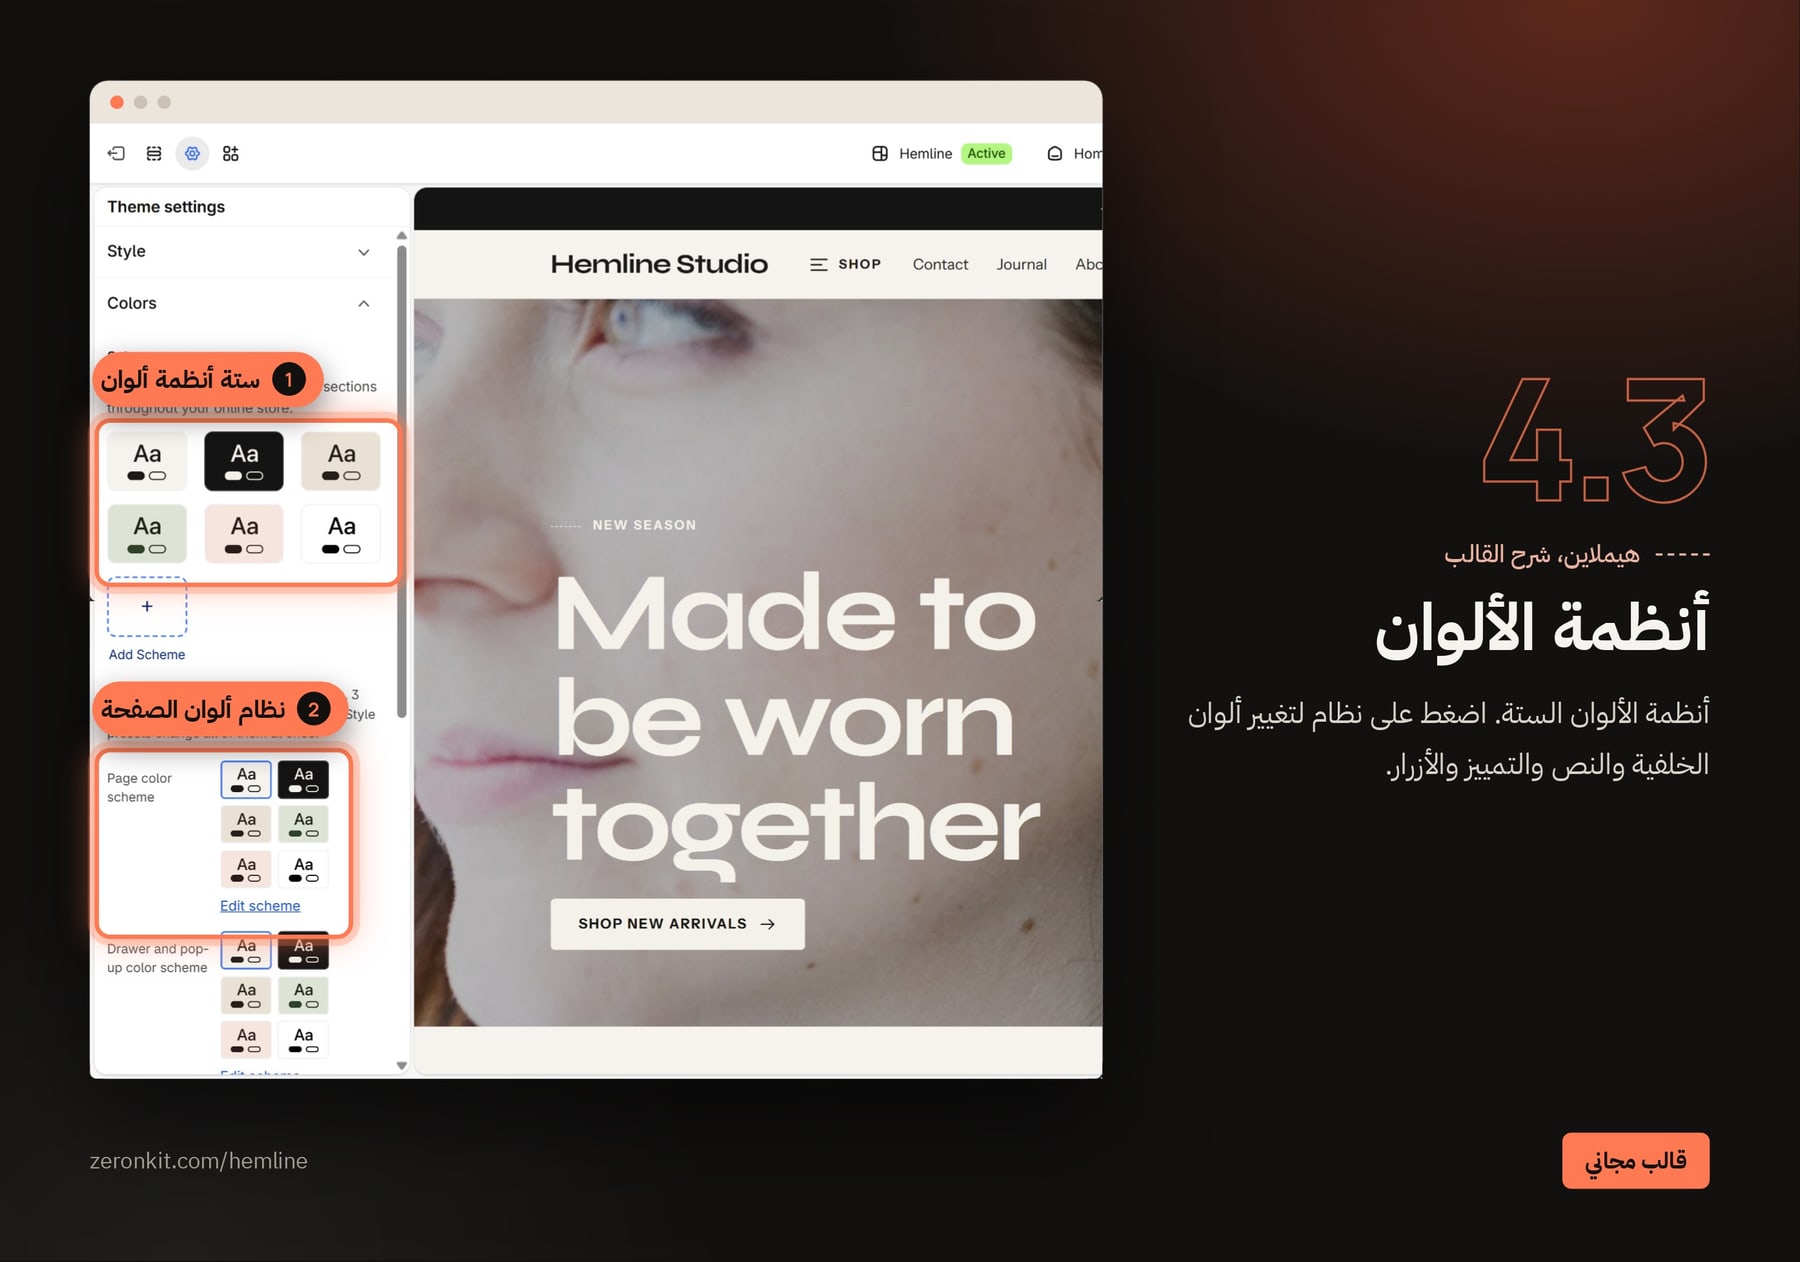 Hemline
Active
Hom
Theme settings
Style
Colors
ستة أنظمة ألوان 1
sections
throughout your online store.
Aa Aa Aa
Aa Aa Aa
+
Add Scheme
نظام ألوان الصفحة 2
3
Style
Page color
scheme
Aa Aa
Aa Aa
Aa Aa
Edit scheme
Drawer and pop-
up color scheme
Aa Aa
Aa Aa
Aa Aa
Edit scheme
Hemline Studio
SHOP
Contact
Journal
Abo
NEW SEASON
Made to
be worn
together
SHOP NEW ARRIVALS →
4.3
هيملاين، شرح القالب
أنظمة الألوان
أنظمة الألوان الستة. اضغط على نظام لتغيير ألوان
الخلفية والنص والتمييز والأزرار.
zeronkit.com/hemline
قالب مجاني